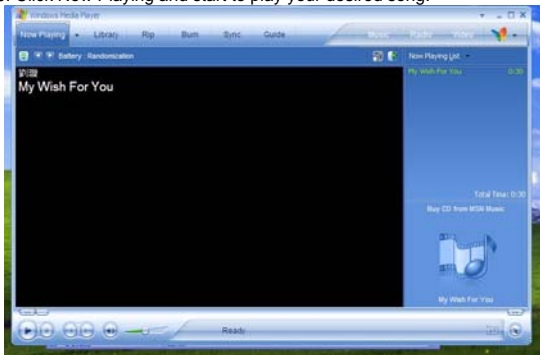 Click Now Playing and start to play your desired song.
Windows Media Player
Now Playing Library Rip Burn Sync Guide Music Radio Video
Battery : Randomization
Now Playing List
My Wish For You
My Wish For You 0:30
Total Time: 0:30
Buy CD from MSN Music
My Wish For You
Ready